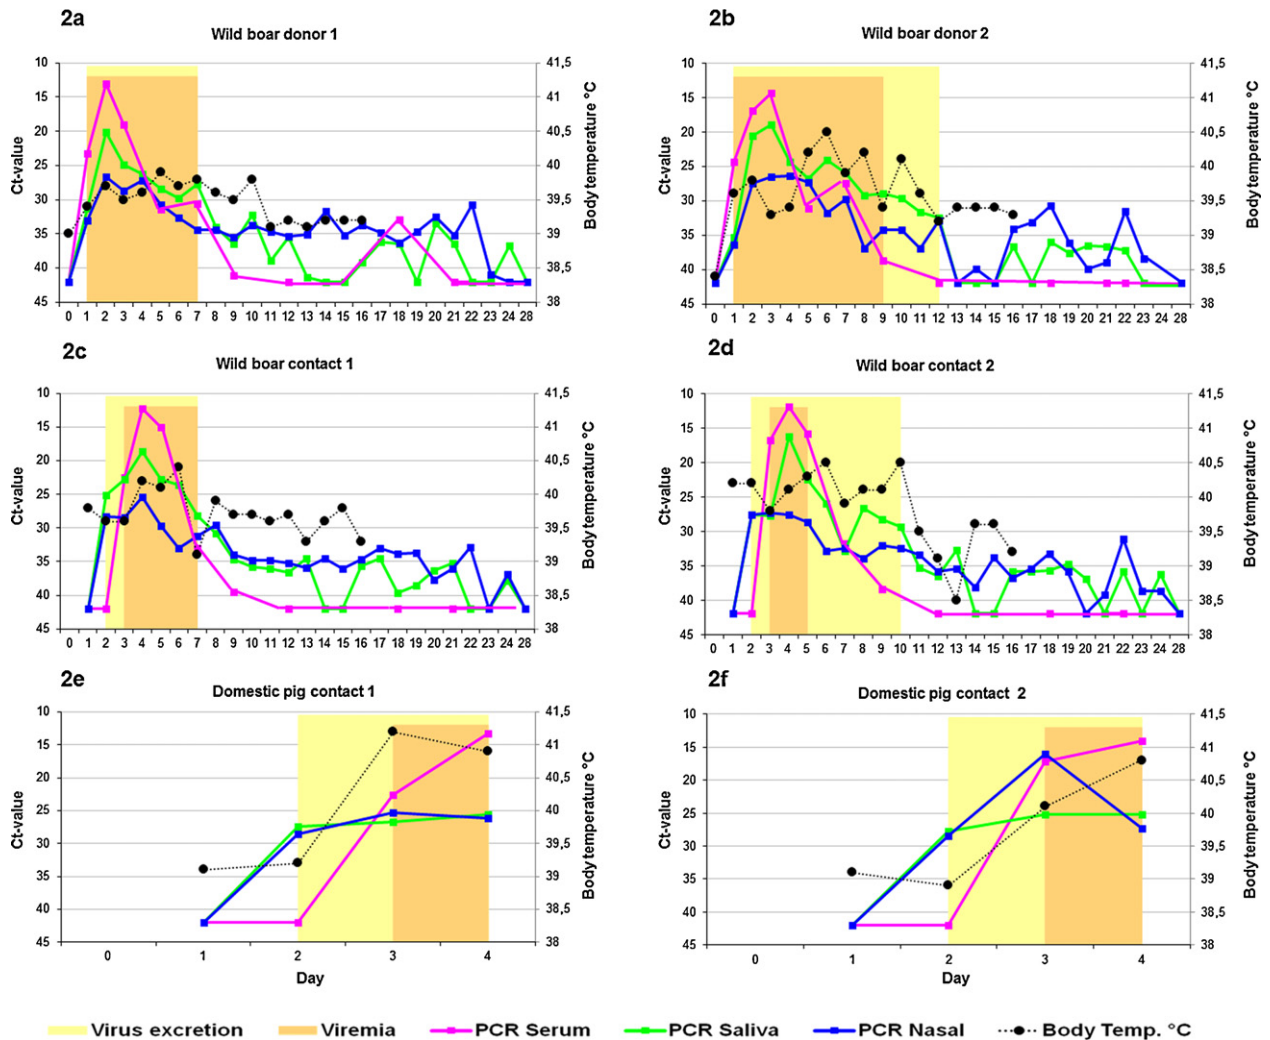 2a
Wild boar donor 1
10 15 20 25 30 35 40 45
Ct-value
41,5 41 40,5 40 39,5 39 38,5 38
Body temperature °C
0 1 2 3 4 5 6 7 8 9 10 11 12 13 14 15 16 17 18 19 20 21 22 23 24 28
2b
Wild boar donor 2
10 15 20 25 30 35 40 45
Ct-value
41,5 41 40,5 40 39,5 39 38,5 38
Body temperature °C
0 1 2 3 4 5 6 7 8 9 10 11 12 13 14 15 16 17 18 19 20 21 22 23 24 28
2c
Wild boar contact 1
10 15 20 25 30 35 40 45
Ct-value
41,5 41 40,5 40 39,5 39 38,5 38
Body temperature °C
0 1 2 3 4 5 6 7 8 9 10 11 12 13 14 15 16 17 18 19 20 21 22 23 24 28
2d
Wild boar contact 2
10 15 20 25 30 35 40 45
Ct-value
41,5 41 40,5 40 39,5 39 38,5 38
Body temperature °C
0 1 2 3 4 5 6 7 8 9 10 11 12 13 14 15 16 17 18 19 20 21 22 23 24 28
2e
Domestic pig contact 1
10 15 20 25 30 35 40 45
Ct-value
41,5 41 40,5 40 39,5 39 38,5 38
Body temperature °C
0 1 2 3 4
Day
2f
Domestic pig contact 2
10 15 20 25 30 35 40 45
Ct-value
41,5 41 40,5 40 39,5 39 38,5 38
Body temperature °C
0 1 2 3 4
Day
Virus excretion Viremia PCR Serum PCR Saliva PCR Nasal Body Temp. °C